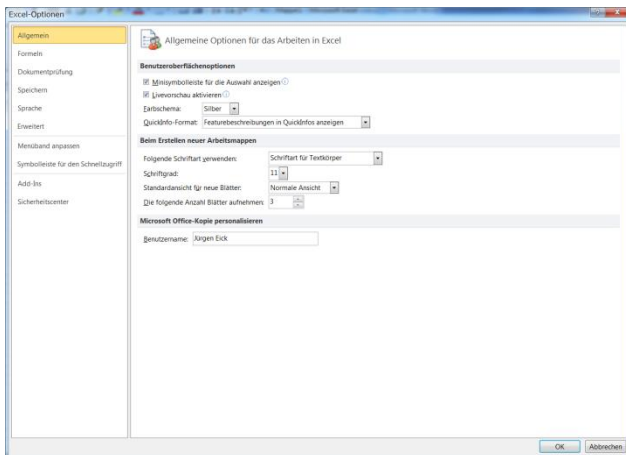 Excel-Optionen
Allgemein
Formeln
Dokumentprüfung
Speichern
Sprache
Erweitert
Menüband anpassen
Symbolleiste für den Schnellzugriff
Add-Ins
Sicherheitscenter
Allgemeine Optionen für das Arbeiten in Excel
Benutzeroberflächenoptionen
Minisymbolleiste für die Auswahl anzeigen
Livevorschau aktivieren
Farbschema: Silber
QuickInfo-Format: Featurebeschreibungen in QuickInfos anzeigen
Beim Erstellen neuer Arbeitsmappen
Folgende Schriftart verwenden: Schriftart für Textkörper
Schriftgrad: 11
Standardansicht für neue Blätter: Normale Ansicht
Die folgende Anzahl Blätter aufnehmen: 3
Microsoft Office-Kopie personalisieren
Benutzername: Jürgen Eick
OK Abbrechen